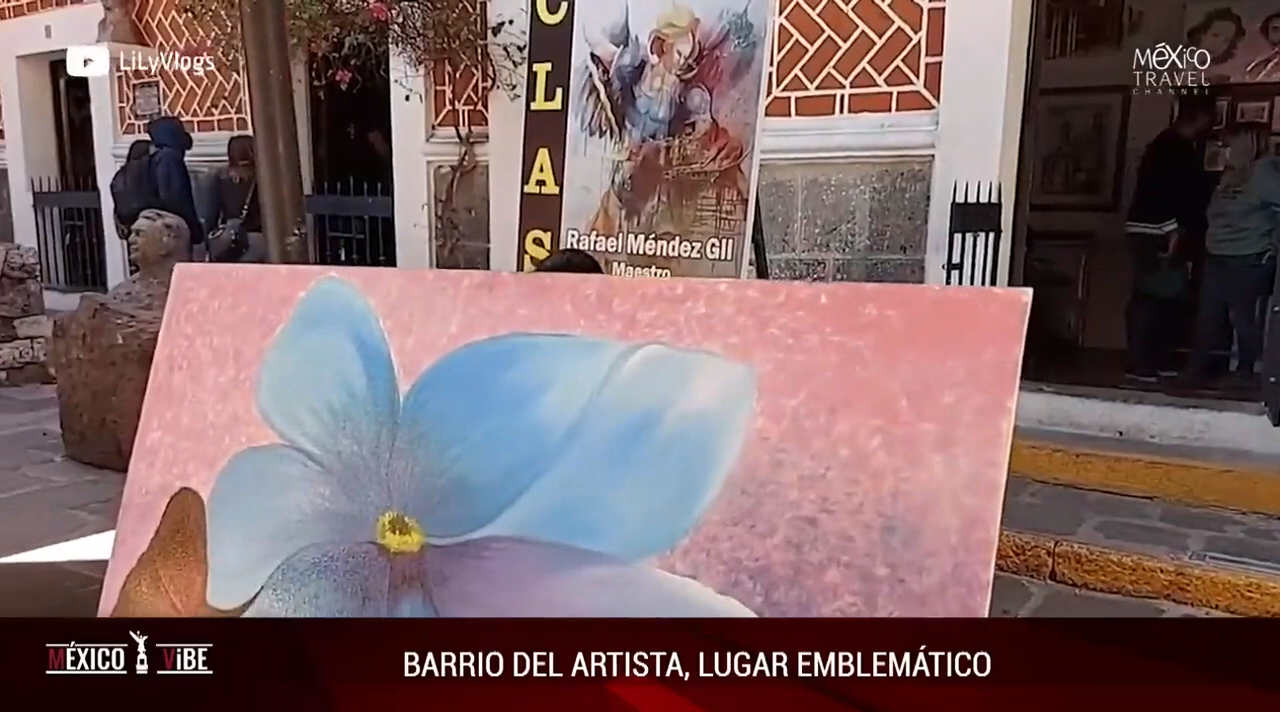 LiLyVlogs
MéXiCO
TRAVEL
CHANNEL
CLAS
Rafael Méndez GIl
Maestro
MÉXICO ViBE
BARRIO DEL ARTISTA, LUGAR EMBLEMÁTICO